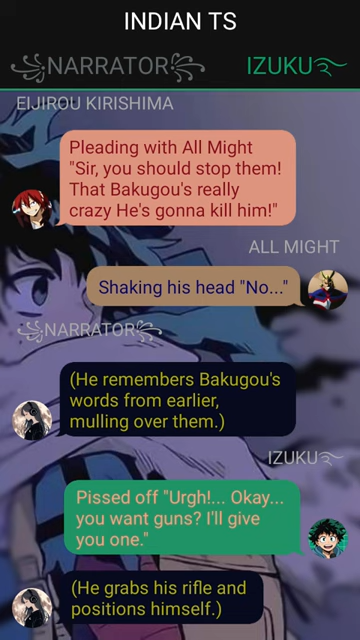 INDIAN TS
NARRATOR
IZUKU
EIJIROU KIRISHIMA
Pleading with All Might
"Sir, you should stop them!
That Bakugou's really
crazy He's gonna kill him!"
ALL MIGHT
Shaking his head "No..."
NARRATOR
(He remembers Bakugou's
words from earlier,
mulling over them.)
IZUKU
Pissed off "Urgh!... Okay...
you want guns? I'll give
you one."
(He grabs his rifle and
positions himself.)